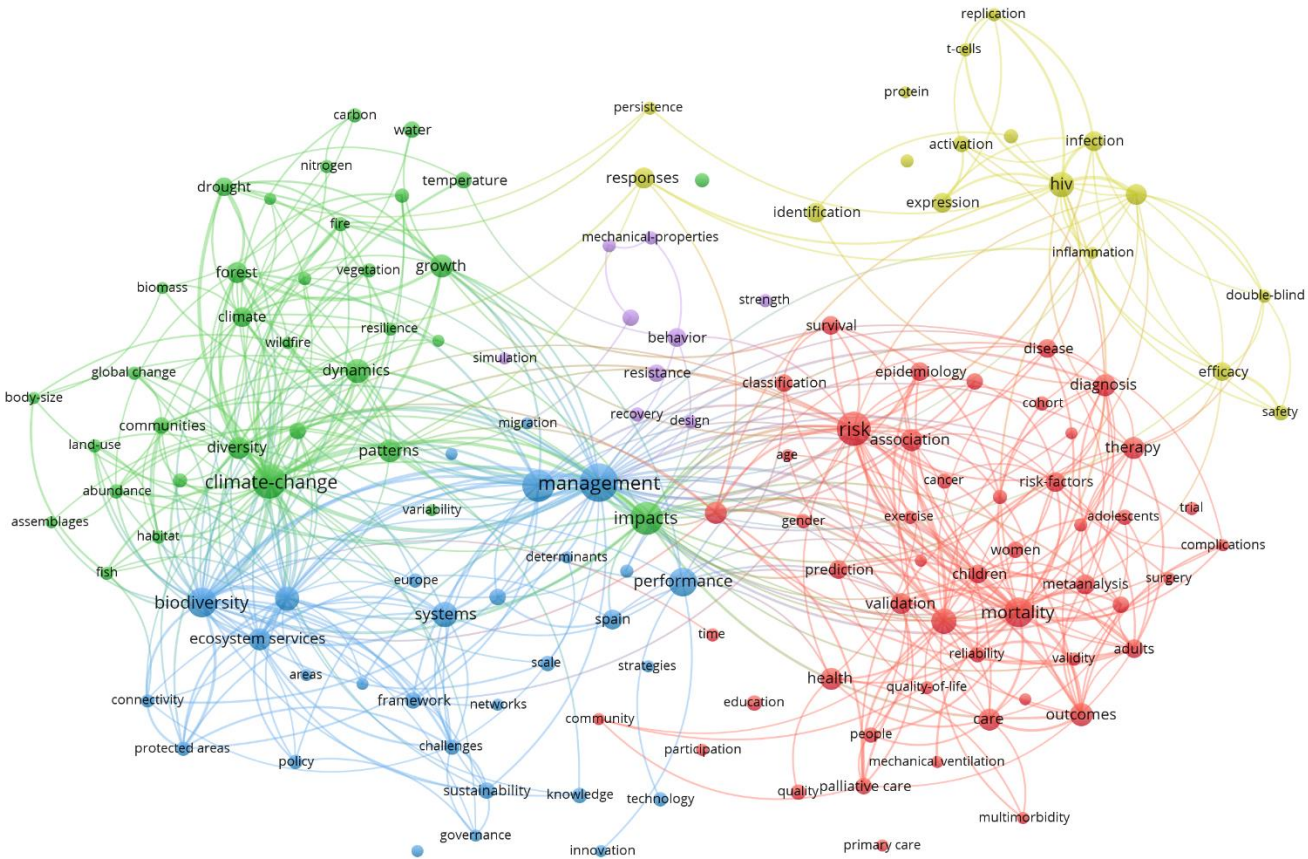 replication
t-cells
protein
persistence
carbon
water
activation
infection
nitrogen
drought
temperature
responses
hiv
expression
identification
fire
mechanical-properties
inflammation
forest
vegetation
growth
biomass
strength
double-blind
climate
resilience
survival
wildfire
behavior
disease
simulation
global change
dynamics
resistance
classification
epidemiology
diagnosis
efficacy
body-size
cohort
safety
communities
migration
recovery
design
risk
association
land-use
diversity
patterns
age
therapy
climate-change
management
cancer
risk-factors
abundance
variability
impacts
gender
exercise
adolescents
trial
assemblages
habitat
determinants
women
complications
fish
europe
performance
prediction
children
metaanalysis
surgery
biodiversity
systems
spain
validation
mortality
ecosystem services
time
reliability
validity
adults
areas
scale
strategies
health
quality-of-life
connectivity
framework
networks
education
community
care
outcomes
protected areas
policy
challenges
participation
people
mechanical ventilation
sustainability
knowledge
technology
quality
palliative care
multimorbidity
governance
innovation
primary care